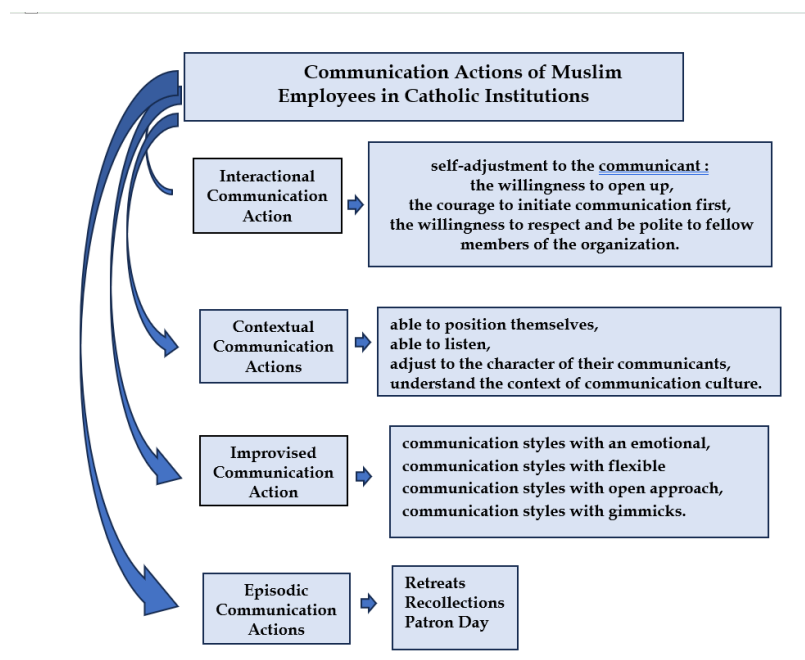 Communication Actions of Muslim
Employees in Catholic Institutions
Interactional
Communication
Action
self-adjustment to the communicant :
the willingness to open up,
the courage to initiate communication first,
the willingness to respect and be polite to fellow
members of the organization.
Contextual
Communication
Actions
able to position themselves,
able to listen,
adjust to the character of their communicants,
understand the context of communication culture.
Improvised
Communication
Action
communication styles with an emotional,
communication styles with flexible
communication styles with open approach,
communication styles with gimmicks.
Episodic
Communication
Actions
Retreats
Recollections
Patron Day